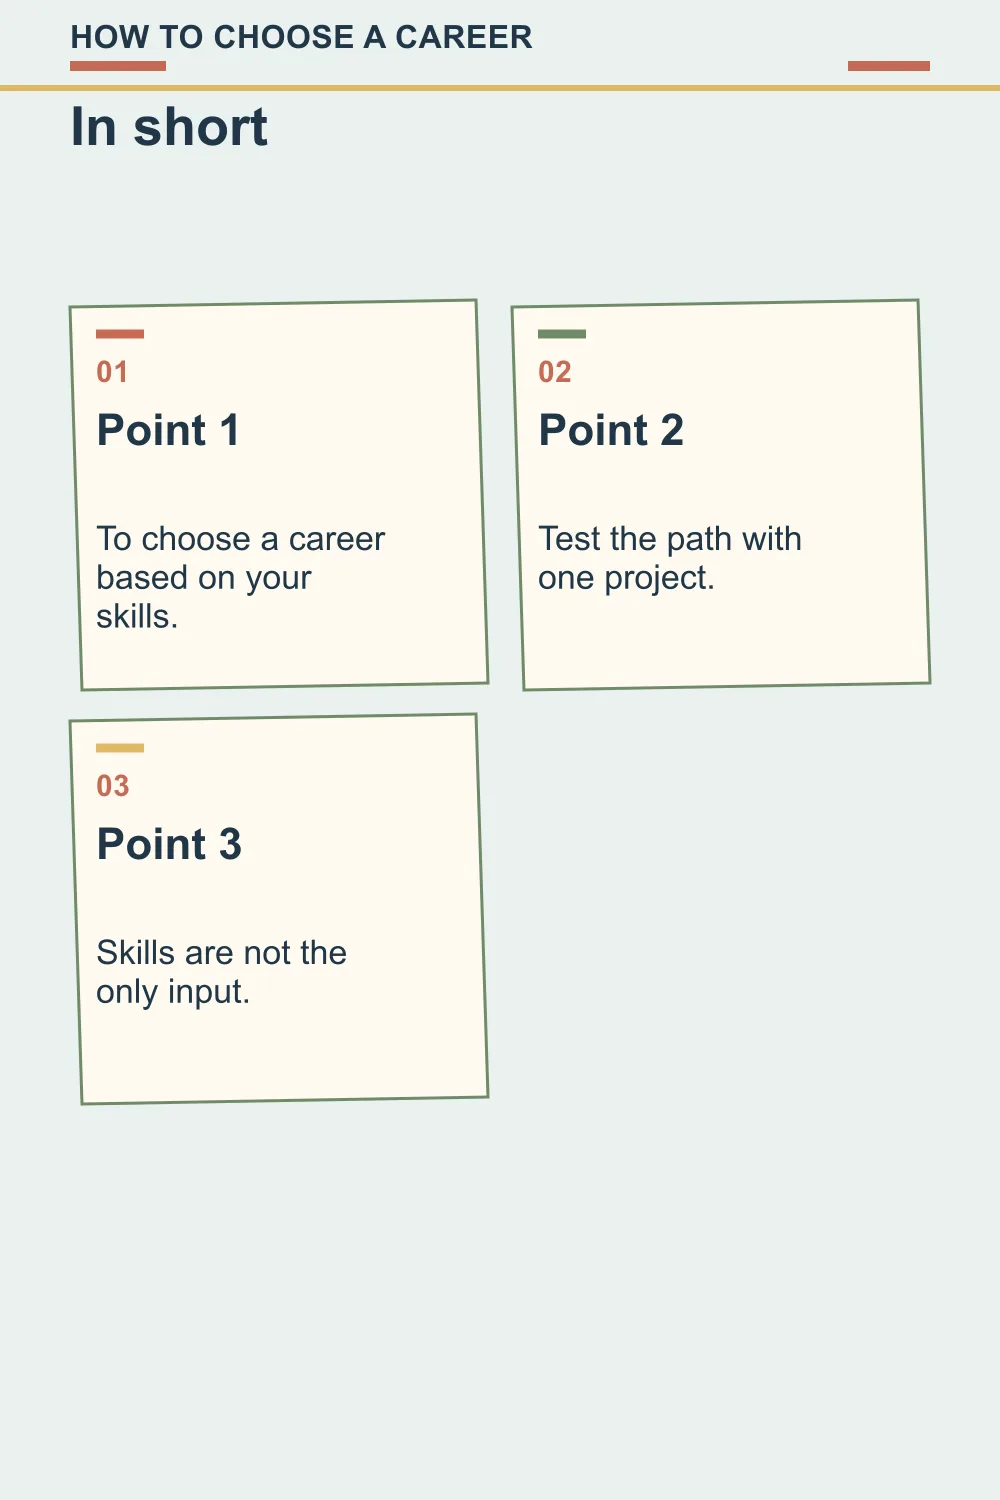 HOW TO CHOOSE A CAREER
In short
01
Point 1
To choose a career
based on your
skills.
02
Point 2
Test the path with
one project.
03
Point 3
Skills are not the
only input.